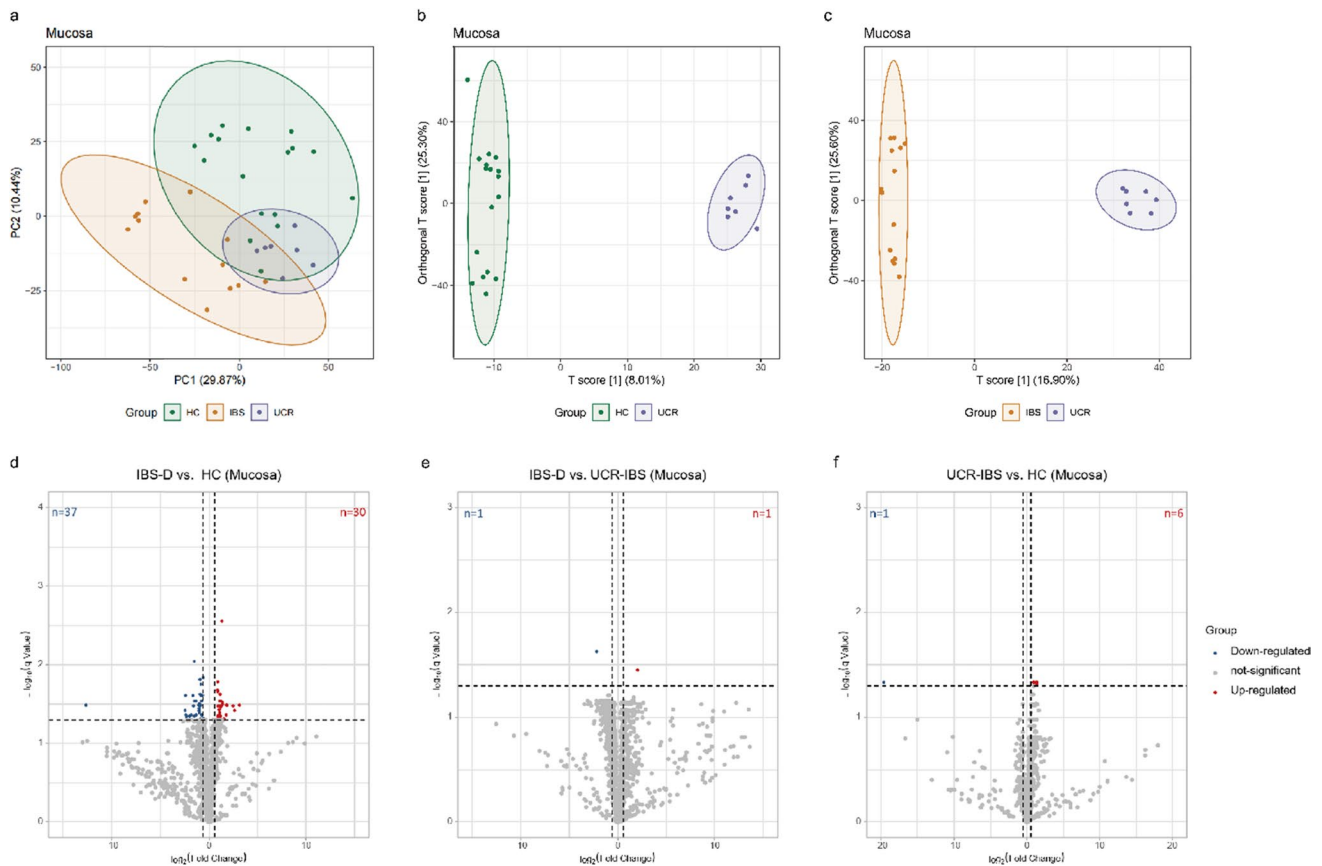 a
Mucosa
50
25
0
-25
-100
-50
0
50
PC2 (10.44%)
PC1 (29.87%)
Group HC IBS UCR
b
Mucosa
40
0
-40
-10
0
10
20
30
Orthogonal T score [1] (25.30%)
T score [1] (8.01%)
Group HC UCR
c
Mucosa
40
0
-40
-20
0
20
40
Orthogonal T score [1] (25.60%)
T score [1] (16.90%)
Group IBS UCR
d
IBS-D vs. HC (Mucosa)
n=37
n=30
4
3
2
1
0
10
0
10
- log₁₀(q Value)
log₂(Fold Change)
e
IBS-D vs. UCR-IBS (Mucosa)
n=1
n=1
3
2
1
0
10
0
10
- log₁₀(q Value)
log₂(Fold Change)
f
UCR-IBS vs. HC (Mucosa)
n=1
n=6
3
2
1
0
20
10
0
10
20
- log₁₀(q Value)
log₂(Fold Change)
Group
Down-regulated
not-significant
Up-regulated